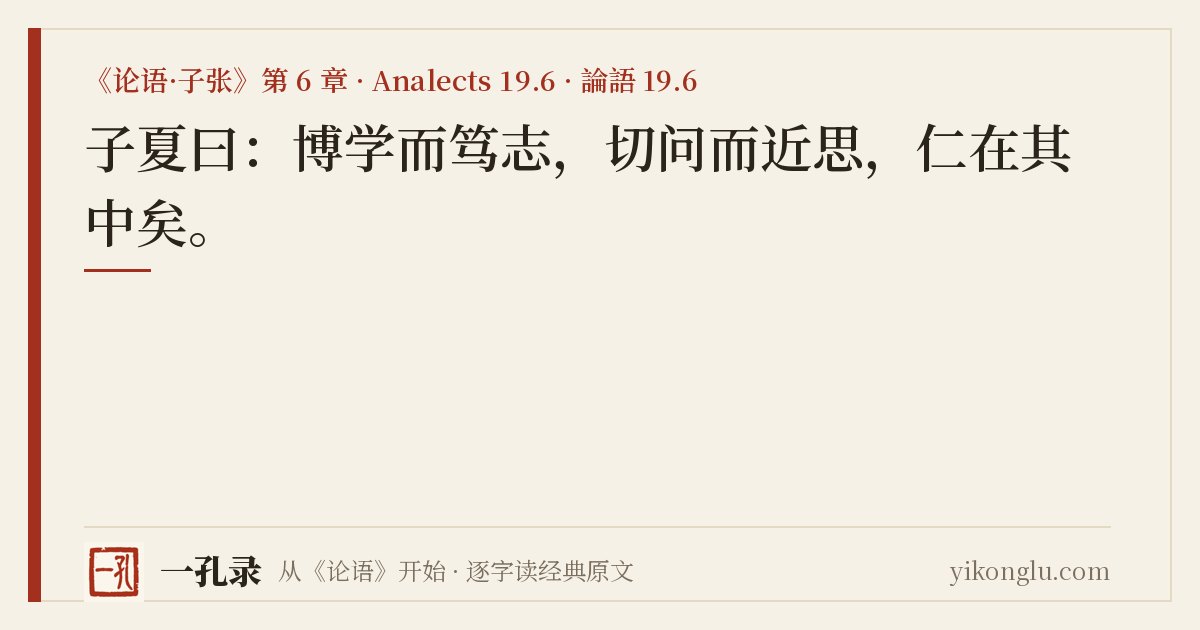 《论语·子张》第 6 章 · Analects 19.6 · 論語 19.6
子夏曰：博学而笃志，切问而近思，仁在其
中矣。
一孔
一孔录 从《论语》开始 · 逐字读经典原文 yikonglu.com